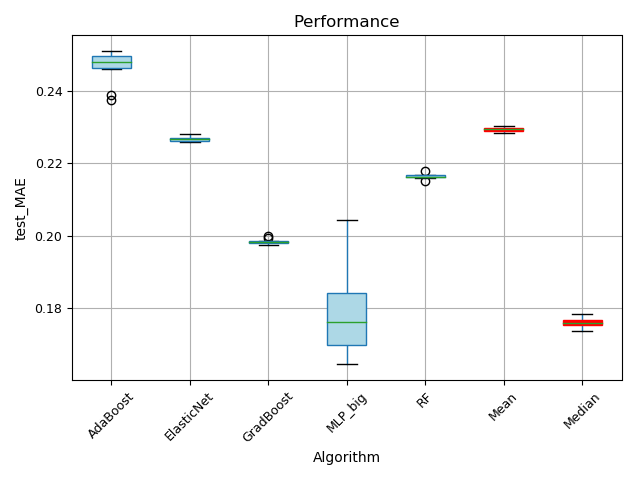 Performance
0.24
0.22
0.20
0.18
test_MAE
AdaBoost
ElasticNet
GradBoost
MLP_big
RF
Mean
Median
Algorithm